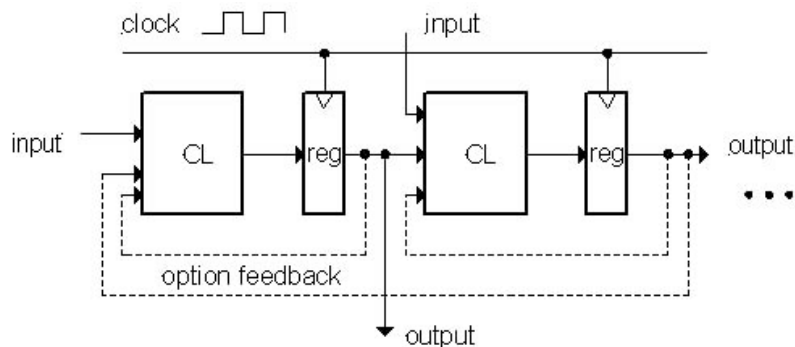 clock
input
input
CL
reg
CL
reg
output
option feedback
output